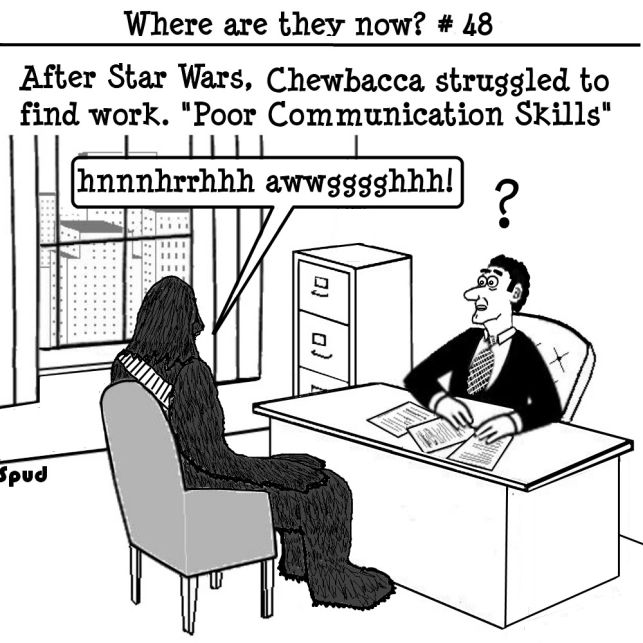 Where are they now? # 48
After Star Wars, Chewbacca struggled to
find work. "Poor Communication Skills"
hnnnhrrhhh awwgggghhh!
?
Spud